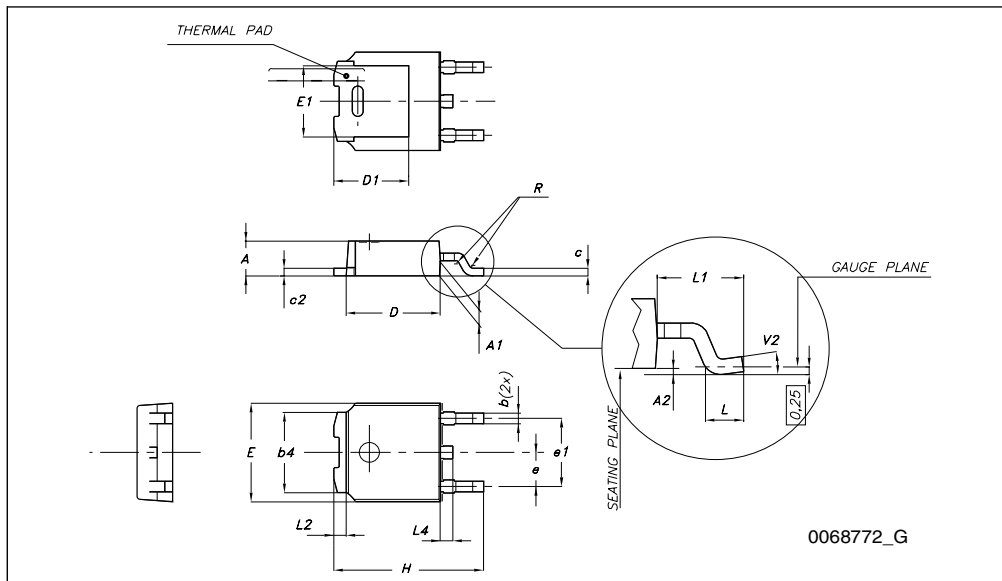 THERMAL PAD
E1
D1
R
A
c2
D
A1
c
L1
GAUGE PLANE
V2
A2
L
0,25
SEATING PLANE
b(2x)
E
b4
e
e1
L2
L4
H
0068772_G